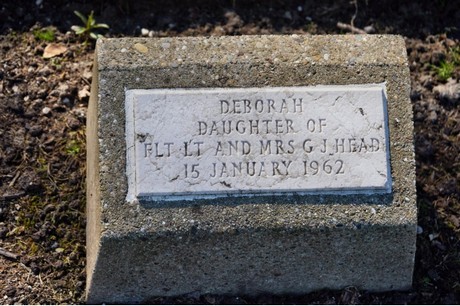 DEBORAH
DAUGHTER OF
FLT LT AND MRS G J HEAD
15 JANUARY 1962